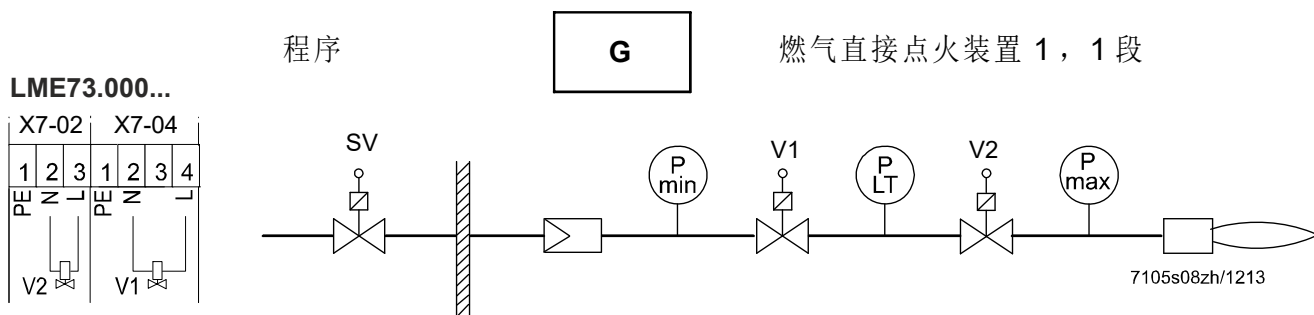 程序 G 燃气直接点火装置 1，1 段
LME73.000...
X7-02 X7-04
1 2 3 1 2 3 4
PE N L PE N L
V2 V1
SV
P min
V1
P LT
V2
P max
7105s08zh/1213